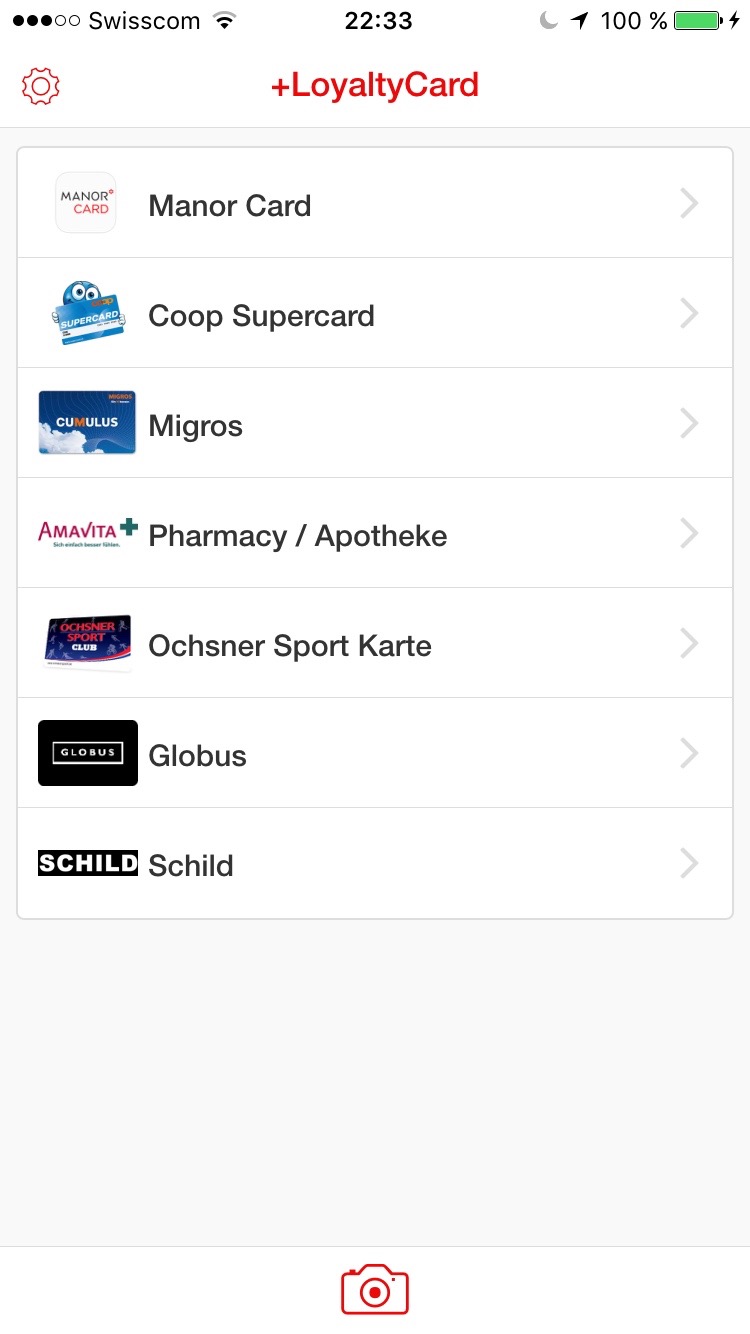 Swisscom 22:33 100 %
+LoyaltyCard
MANOR
CARD
Manor Card
coop
SUPERCARD
Coop Supercard
MIGROS
CUMULUS
Migros
AMAVITA
Sich einfach besser fühlen.
Pharmacy / Apotheke
OCHSNER
SPORT
CLUB
Ochsner Sport Karte
GLOBUS
Globus
SCHILD
Schild